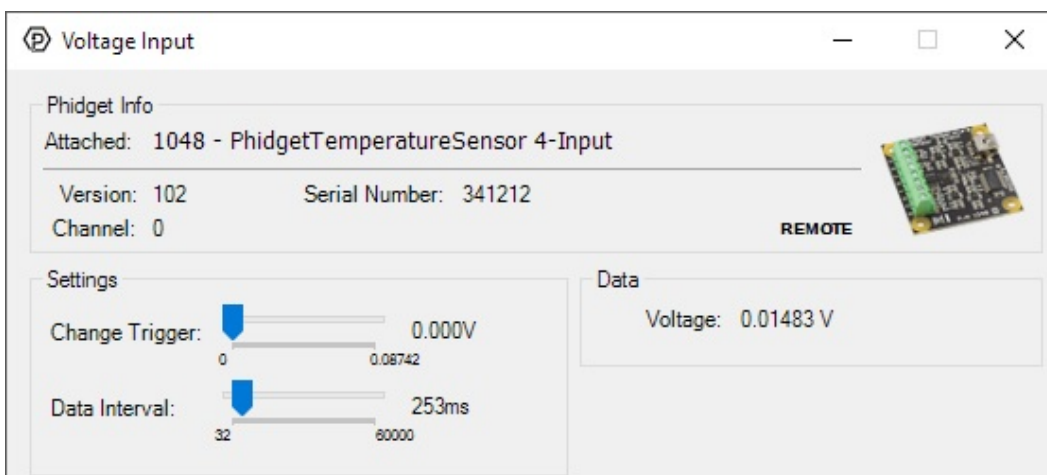 Voltage Input
Phidget Info
Attached: 1048 - PhidgetTemperatureSensor 4-Input
Version: 102 Serial Number: 341212
Channel: 0
REMOTE
Settings
Change Trigger: 0.000V
0 0.08742
Data Interval: 253ms
32 60000
Data
Voltage: 0.01483 V